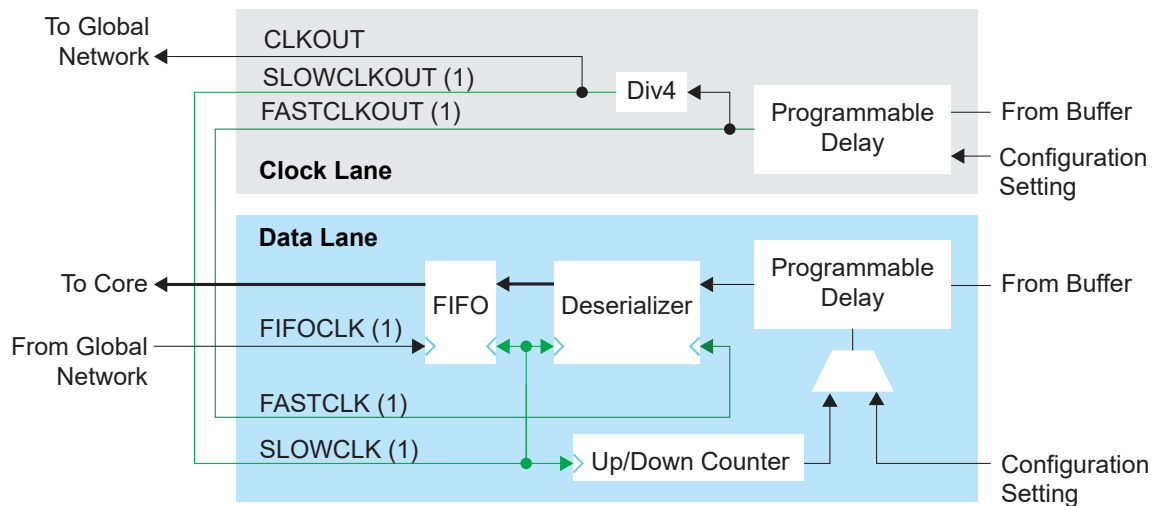 To Global
Network
CLKOUT
SLOWCLKOUT (1)
FASTCLKOUT (1)
Div4
Programmable
Delay
From Buffer
Configuration
Setting
Clock Lane
Data Lane
To Core
FIFO
Deserializer
Programmable
Delay
From Buffer
FIFOCLK (1)
From Global
Network
FASTCLK (1)
SLOWCLK (1)
Up/Down Counter
Configuration
Setting